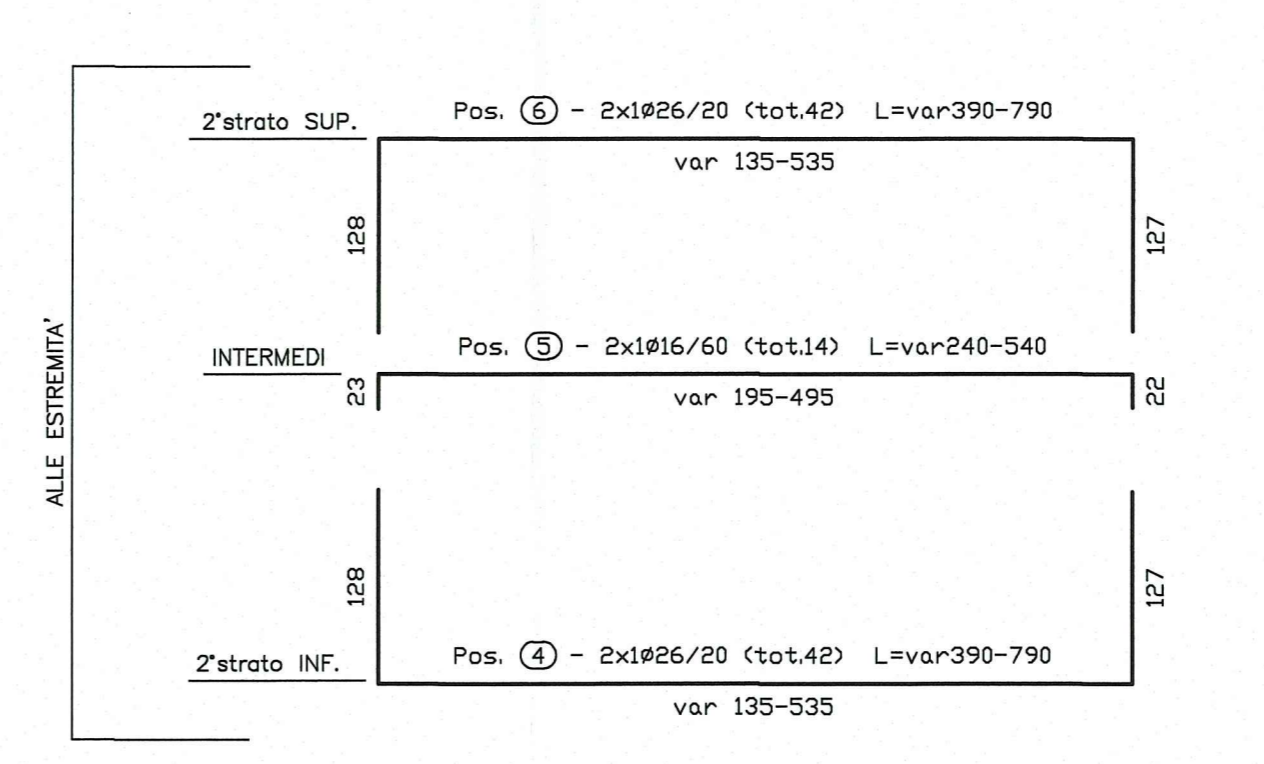 2°strato SUP.
Pos. 6 - 2x1Ø26/20 (tot.42) L=var390-790
var 135-535
128
127
ALLE ESTREMITA'
INTERMEDI
Pos. 5 - 2x1Ø16/60 (tot.14) L=var240-540
23
var 195-495
22
128
127
2°strato INF.
Pos. 4 - 2x1Ø26/20 (tot.42) L=var390-790
var 135-535